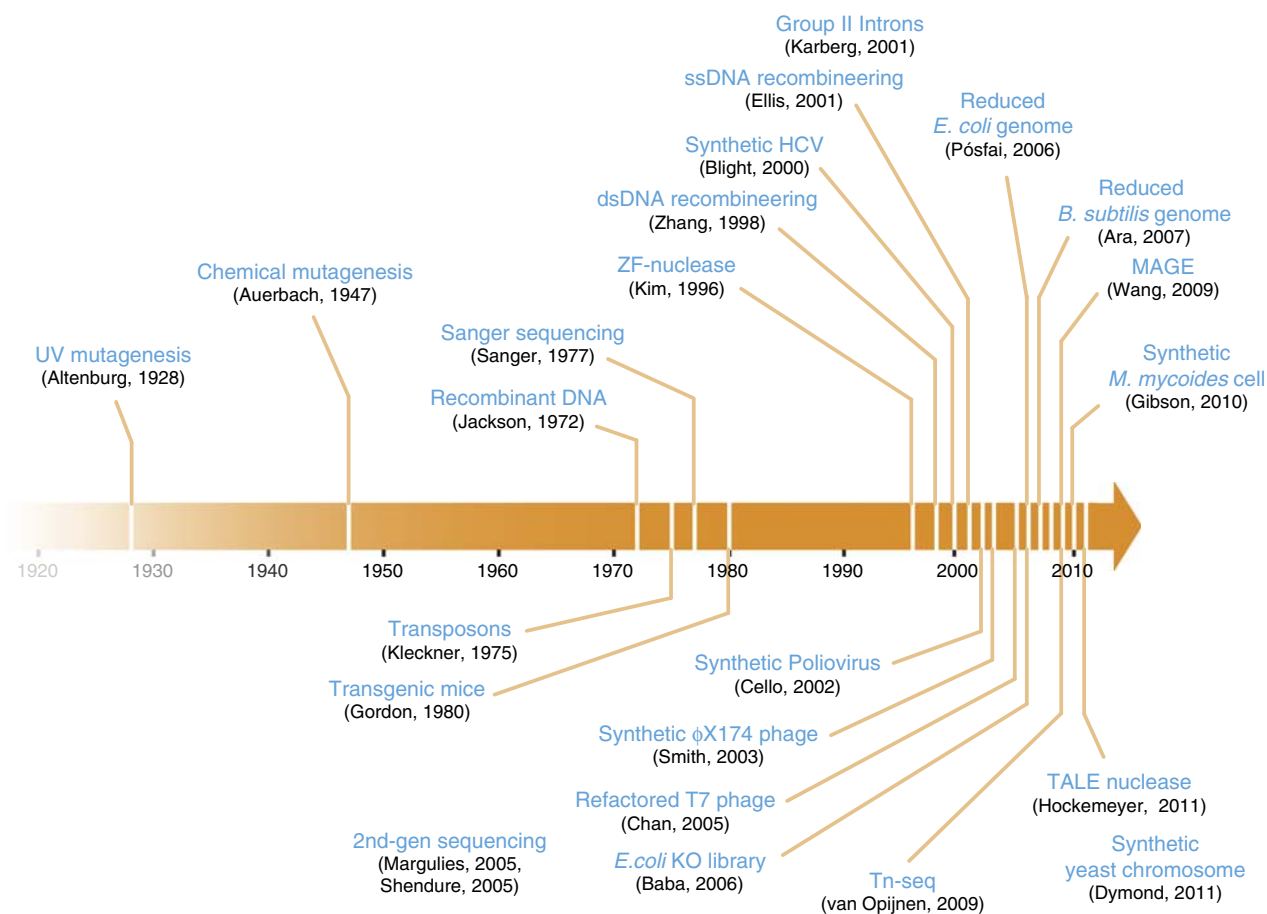 Group II Introns
(Karberg, 2001)
ssDNA recombineering
(Ellis, 2001)
Reduced
E. coli genome
(Pósfai, 2006)
Synthetic HCV
(Blight, 2000)
dsDNA recombineering
(Zhang, 1998)
Reduced
B. subtilis genome
(Ara, 2007)
Chemical mutagenesis
(Auerbach, 1947)
ZF-nuclease
(Kim, 1996)
MAGE
(Wang, 2009)
UV mutagenesis
(Altenburg, 1928)
Sanger sequencing
(Sanger, 1977)
Synthetic
M. mycoides cell
(Gibson, 2010)
Recombinant DNA
(Jackson, 1972)
1920 1930 1940 1950 1960 1970 1980 1990 2000 2010
Transposons
(Kleckner, 1975)
Transgenic mice
(Gordon, 1980)
Synthetic Poliovirus
(Cello, 2002)
Synthetic ϕX174 phage
(Smith, 2003)
Refactored T7 phage
(Chan, 2005)
TALE nuclease
(Hockemeyer, 2011)
2nd-gen sequencing
(Margulies, 2005,
Shendure, 2005)
E.coli KO library
(Baba, 2006)
Tn-seq
(van Opijnen, 2009)
Synthetic
yeast chromosome
(Dymond, 2011)